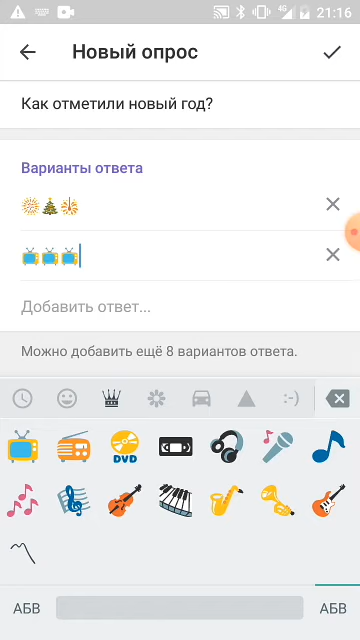 4G 21:16
Новый опрос
Как отметили новый год?
Варианты ответа
Добавить ответ...
Можно добавить ещё 8 вариантов ответа.
:-)
DVD
АБВ АБВ